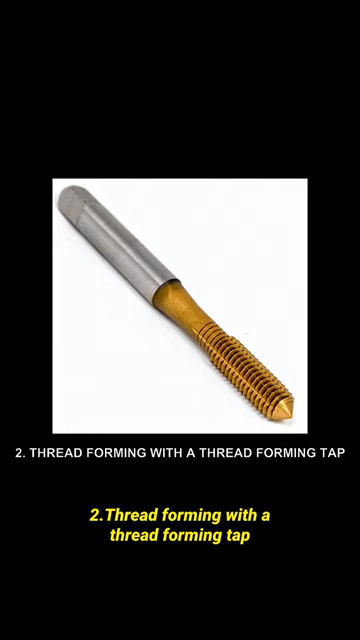 2. THREAD FORMING WITH A THREAD FORMING TAP
2.Thread forming with a
thread forming tap